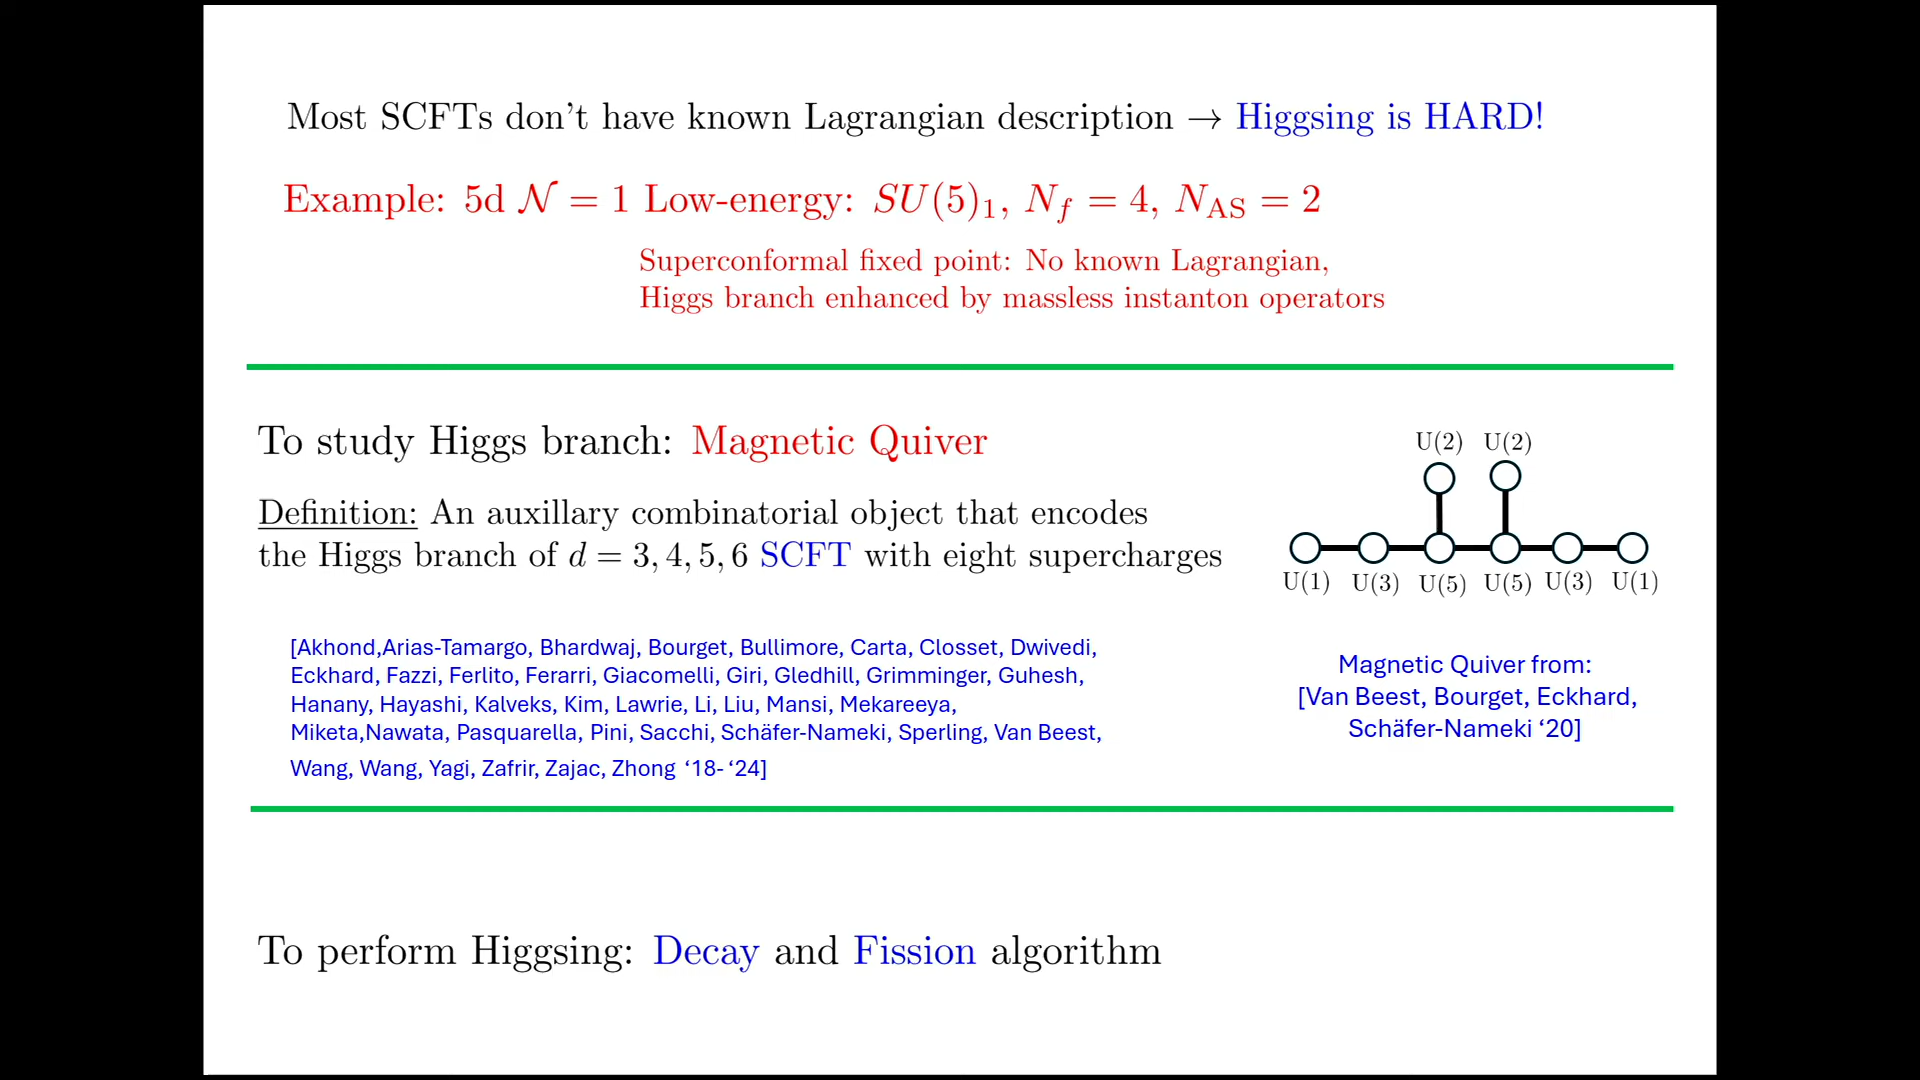 Most SCFTs don't have known Lagrangian description → Higgsing is HARD!
Example: 5d 𝒩 = 1 Low-energy: SU(5)₁, N_f = 4, N_AS = 2
Superconformal fixed point: No known Lagrangian,
Higgs branch enhanced by massless instanton operators
To study Higgs branch: Magnetic Quiver
Definition: An auxillary combinatorial object that encodes
the Higgs branch of d = 3, 4, 5, 6 SCFT with eight supercharges
U(2) U(2)
U(1) U(3) U(5) U(5) U(3) U(1)
[Akhond,Arias-Tamargo, Bhardwaj, Bourget, Bullimore, Carta, Closset, Dwivedi,
Eckhard, Fazzi, Ferlito, Ferarri, Giacomelli, Giri, Gledhill, Grimminger, Guhesh,
Hanany, Hayashi, Kalveks, Kim, Lawrie, Li, Liu, Mansi, Mekareeya,
Miketa,Nawata, Pasquarella, Pini, Sacchi, Schäfer-Nameki, Sperling, Van Beest,
Wang, Wang, Yagi, Zafrir, Zajac, Zhong ‘18- ‘24]
Magnetic Quiver from:
[Van Beest, Bourget, Eckhard,
Schäfer-Nameki ‘20]
To perform Higgsing: Decay and Fission algorithm